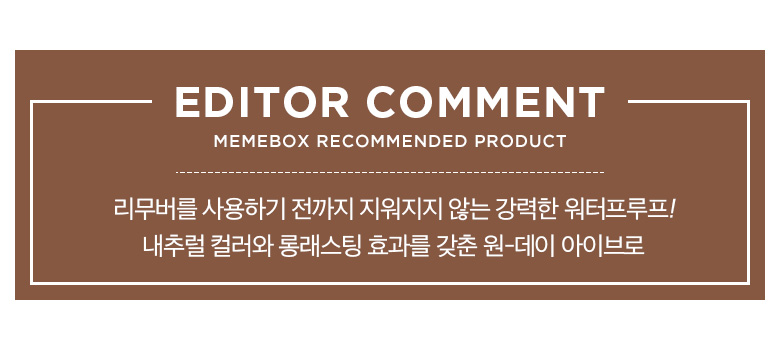 EDITOR COMMENT
MEMEBOX RECOMMENDED PRODUCT
리무버를 사용하기 전까지 지워지지 않는 강력한 워터프루프!
내추럴 컬러와 롱래스팅 효과를 갖춘 원-데이 아이브로